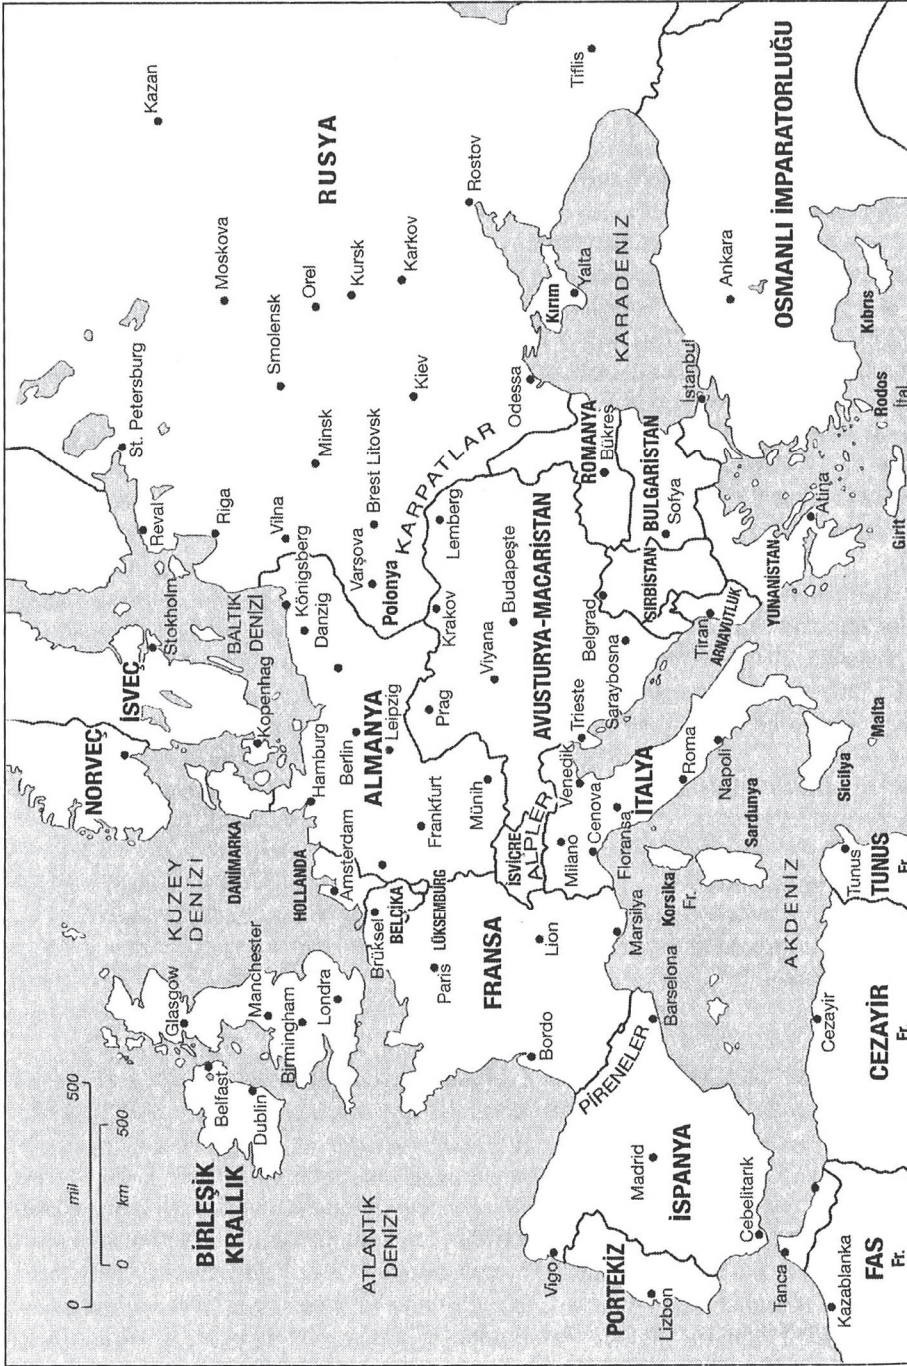 0 mil 500
0 km 500
NORVEÇ
İSVEÇ
Stokholm
St. Petersburg
Reval
Riga
Kazan
Moskova
RUSYA
Smolensk
Orel
Kursk
Karkov
Kiev
Minsk
Vilna
Brest Litovsk
Varşova
Polonya
KARPATLAR
Rostov
Tiflis
Odessa
Kırım
Yalta
KARADENİZ
BALTIK
DENİZİ
Königsberg
Danzig
Kopenhag
KUZEY
DENİZİ
DANİMARKA
HOLLANDA
Amsterdam
Hamburg
Berlin
ALMANYA
Leipzig
Frankfurt
Münih
Glasgow
Belfast
Dublin
Manchester
Birmingham
Londra
BİRLEŞİK
KRALLIK
ATLANTİK
DENİZİ
Brüksel
BELÇİKA
LÜKSEMBURG
Paris
FRANSA
Lion
Bordo
Marsilya
İSVİÇRE
ALPLER
Prag
Krakov
Lemberg
Viyana
Budapeşte
AVUSTURYA-MACARİSTAN
Venedik
Trieste
Milano
Cenova
Floransa
İTALYA
Roma
Napoli
Korsika
Fr.
Sardunya
Sicilya
Malta
Belgrad
Saraybosna
SIRBİSTAN
ROMANYA
Bükreş
BULGARİSTAN
Sofya
Tiran
ARNAVUTLUK
YUNANİSTAN
Atina
Girit
Rodos
İtal
Kıbrıs
İstanbul
Ankara
OSMANLI İMPARATORLUĞU
PİRENELER
Barselona
İSPANYA
Madrid
Vigo
PORTEKİZ
Lizbon
Cebelitarık
Tanca
Kazablanka
FAS
Fr.
AKDENİZ
Cezayir
CEZAYİR
Fr.
Tunus
TUNUS
Fr.